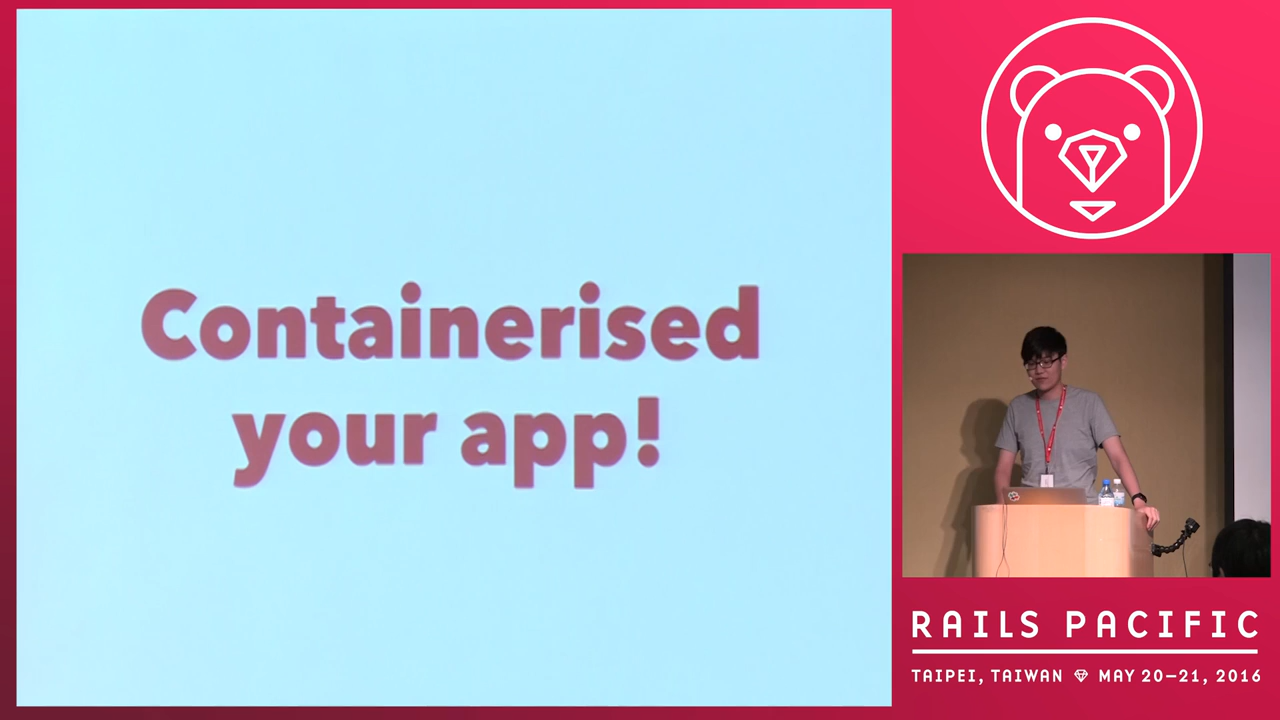 Containerised
your app!
RAILS PACIFIC
TAIPEI, TAIWAN MAY 20–21, 2016